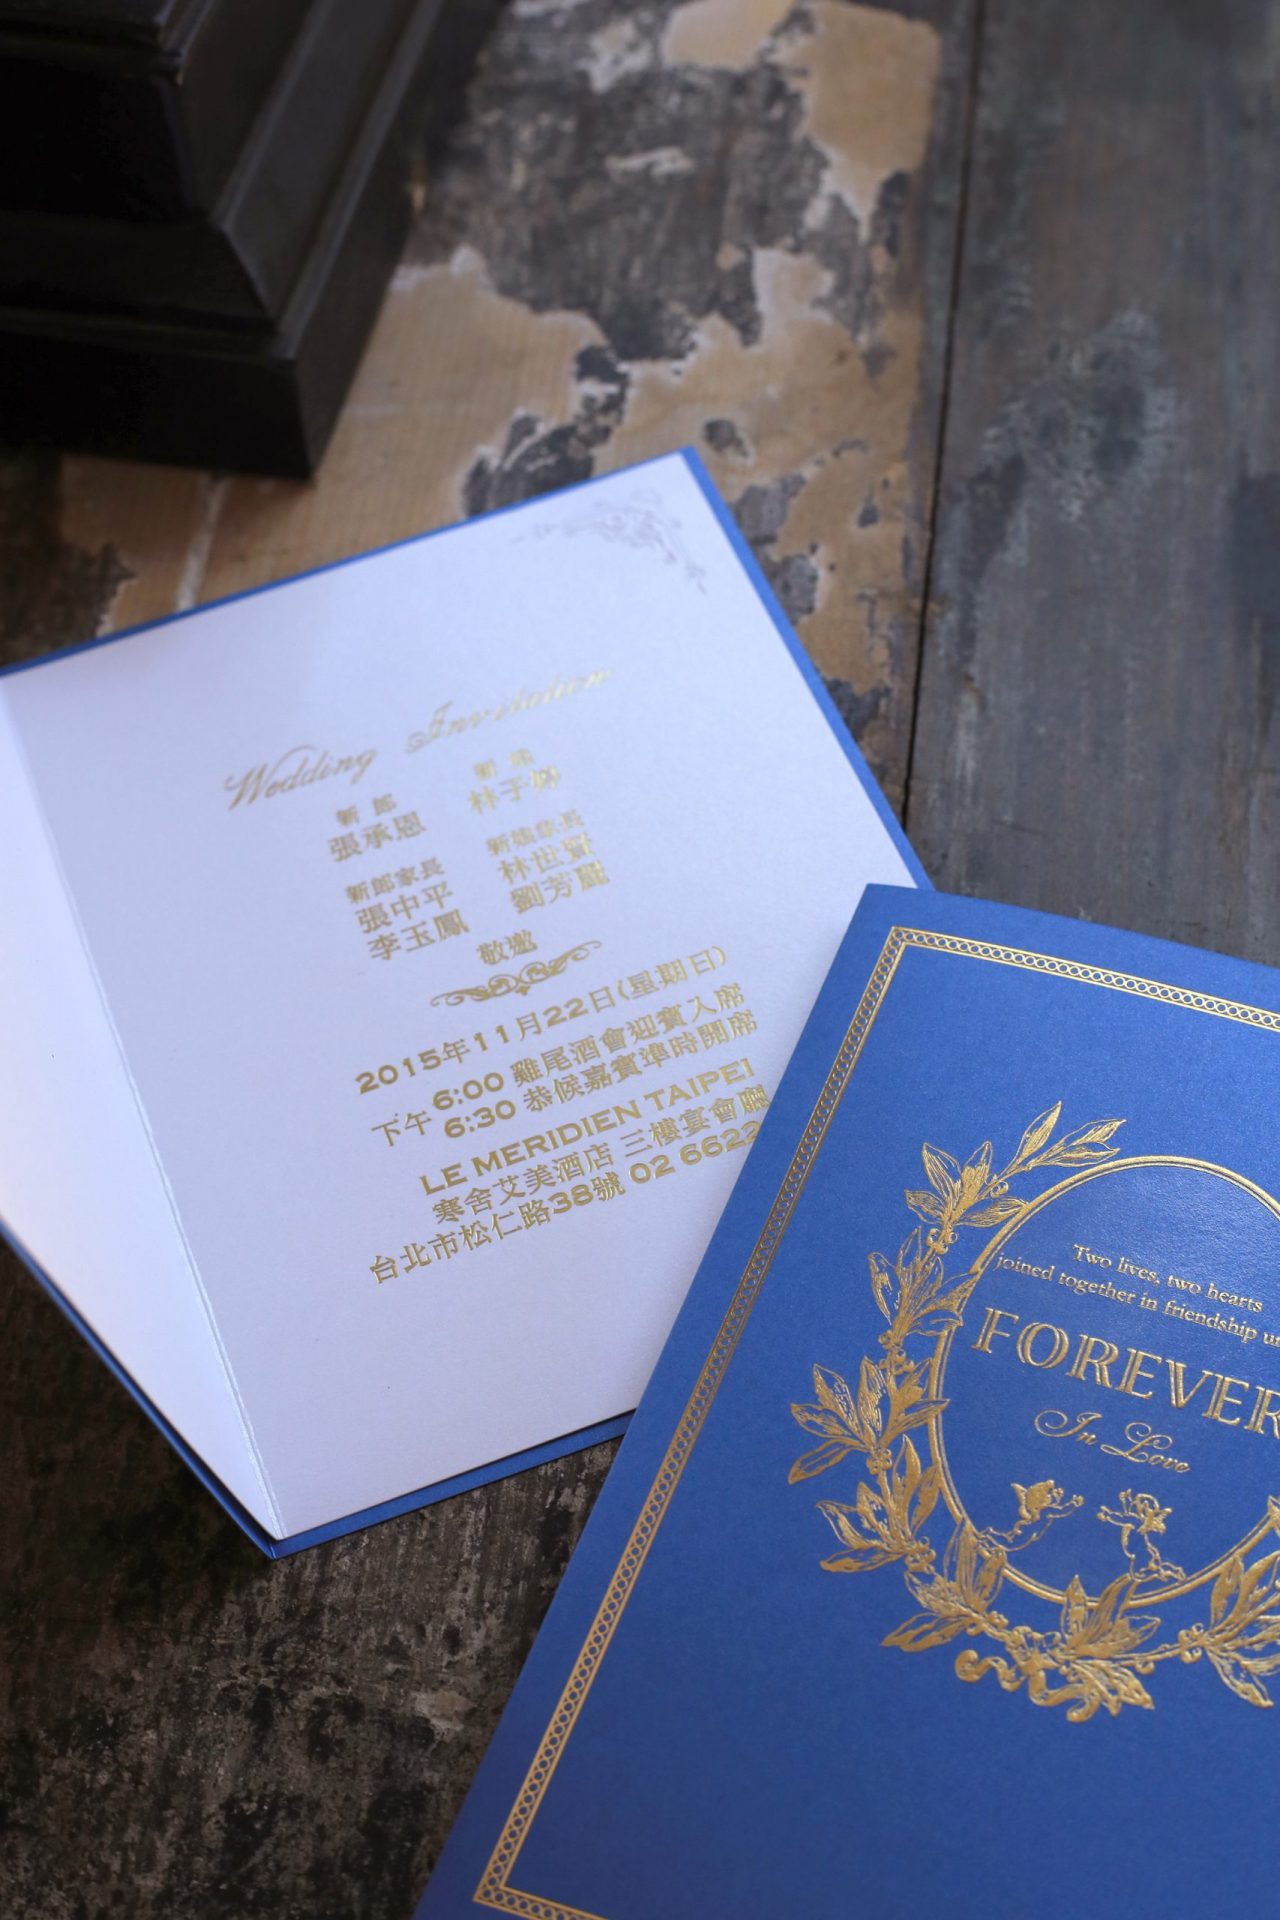 Wedding Invitation
新郎 新娘
張承恩 林于
新郎家長 新娘家長
張中平 林世賢
李玉鳳 劉芳麗
敬邀
2015年11月22日(星期日)
6:00 雞尾酒會迎賓入席
下午
6:30 恭候嘉賓準時開席
LE MERIDIEN TAIPEI
寒舍艾美酒店 三樓宴會廳
台北市松仁路38號 02 6622
Two lives, two hearts
joined together in friendship
FOREVER
In Love